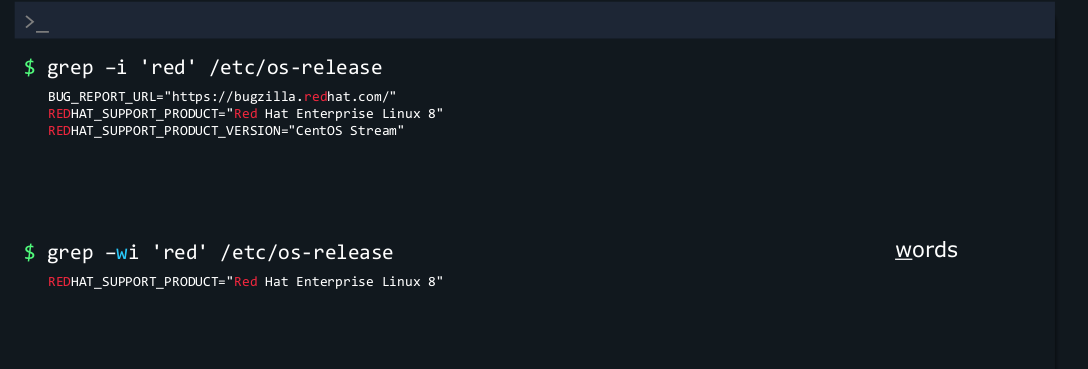 >_
$ grep –i 'red' /etc/os-release
BUG_REPORT_URL="https://bugzilla.redhat.com/"
REDHAT_SUPPORT_PRODUCT="Red Hat Enterprise Linux 8"
REDHAT_SUPPORT_PRODUCT_VERSION="CentOS Stream"
$ grep –wi 'red' /etc/os-release
words
REDHAT_SUPPORT_PRODUCT="Red Hat Enterprise Linux 8"